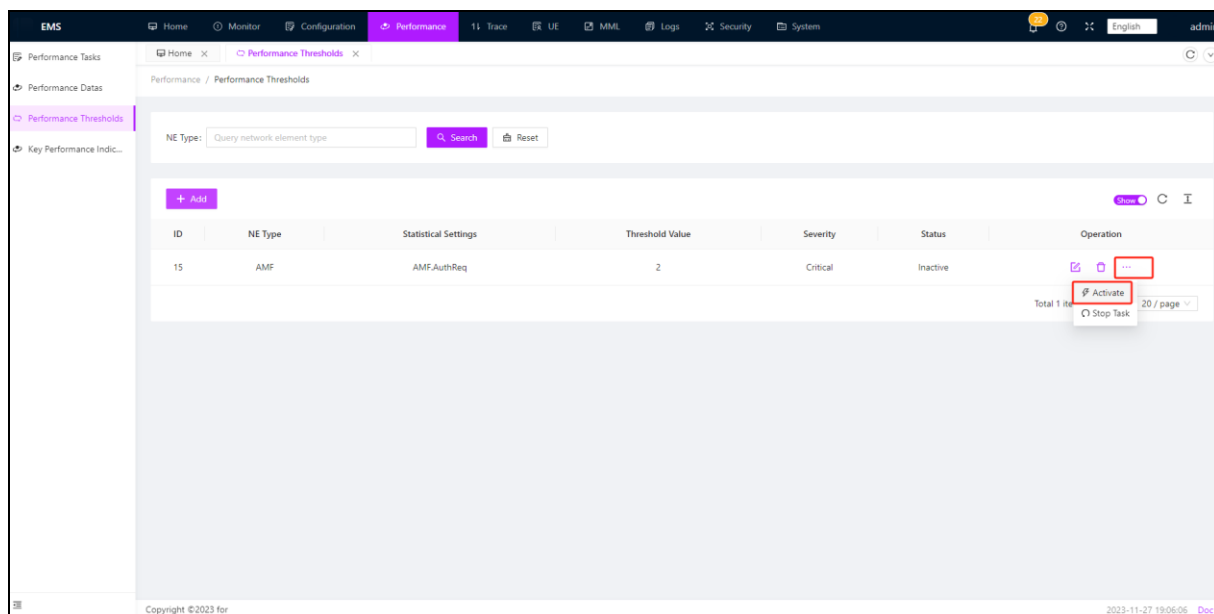 EMS Home Monitor Configuration Performance Trace UE MML Logs Security System 22 English admin
Performance Tasks
Performance Datas
Performance Thresholds
Key Performance Indic...
Home × Performance Thresholds ×
Performance / Performance Thresholds
NE Type: Query network element type Search Reset
+ Add Show
ID NE Type Statistical Settings Threshold Value Severity Status Operation
15 AMF AMF.AuthReq 2 Critical Inactive ...
Activate
Stop Task
Total 1 ite 20 / page
Copyright ©2023 for 2023-11-27 19:06:06 Doc